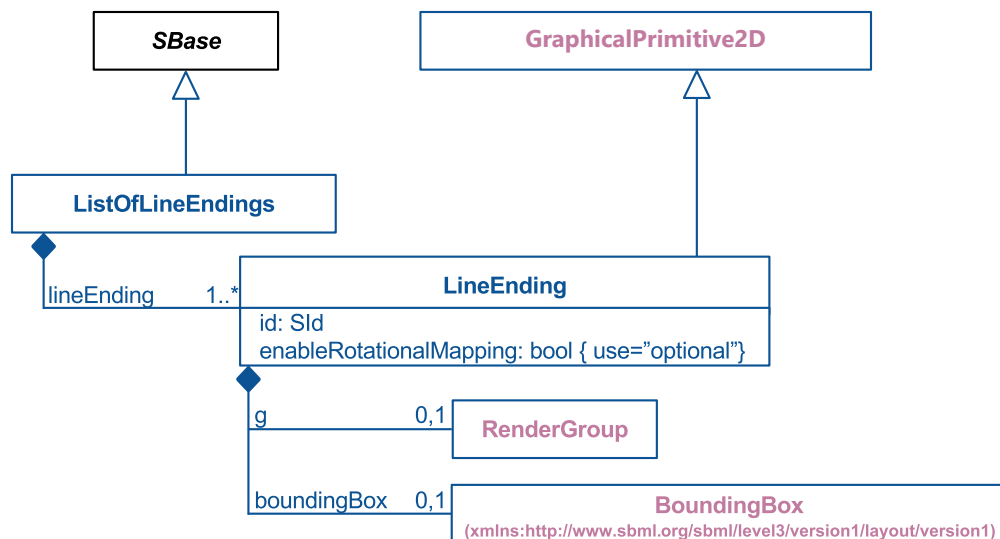 SBase
GraphicalPrimitive2D
ListOfLineEndings
lineEnding 1..*
LineEnding
id: SId
enableRotationalMapping: bool { use=”optional”}
g 0,1
RenderGroup
boundingBox 0,1
BoundingBox
(xmlns:http://www.sbml.org/sbml/level3/version1/layout/version1)